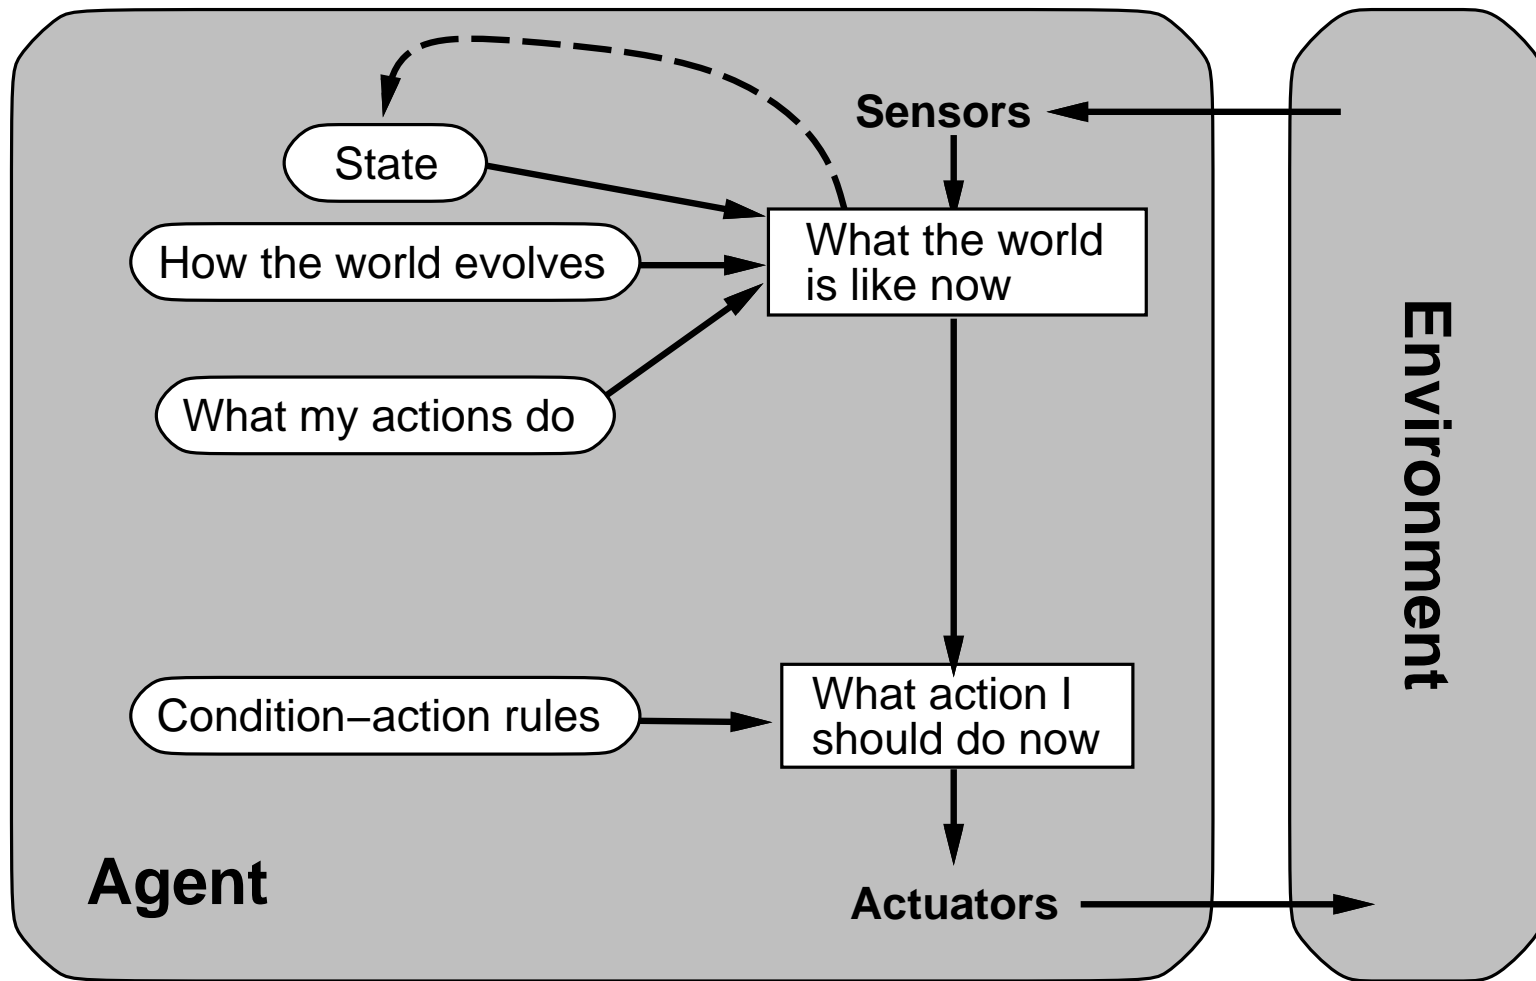 Sensors
State
What the world
is like now
How the world evolves
What my actions do
Environment
Condition−action rules
What action I
should do now
Agent
Actuators